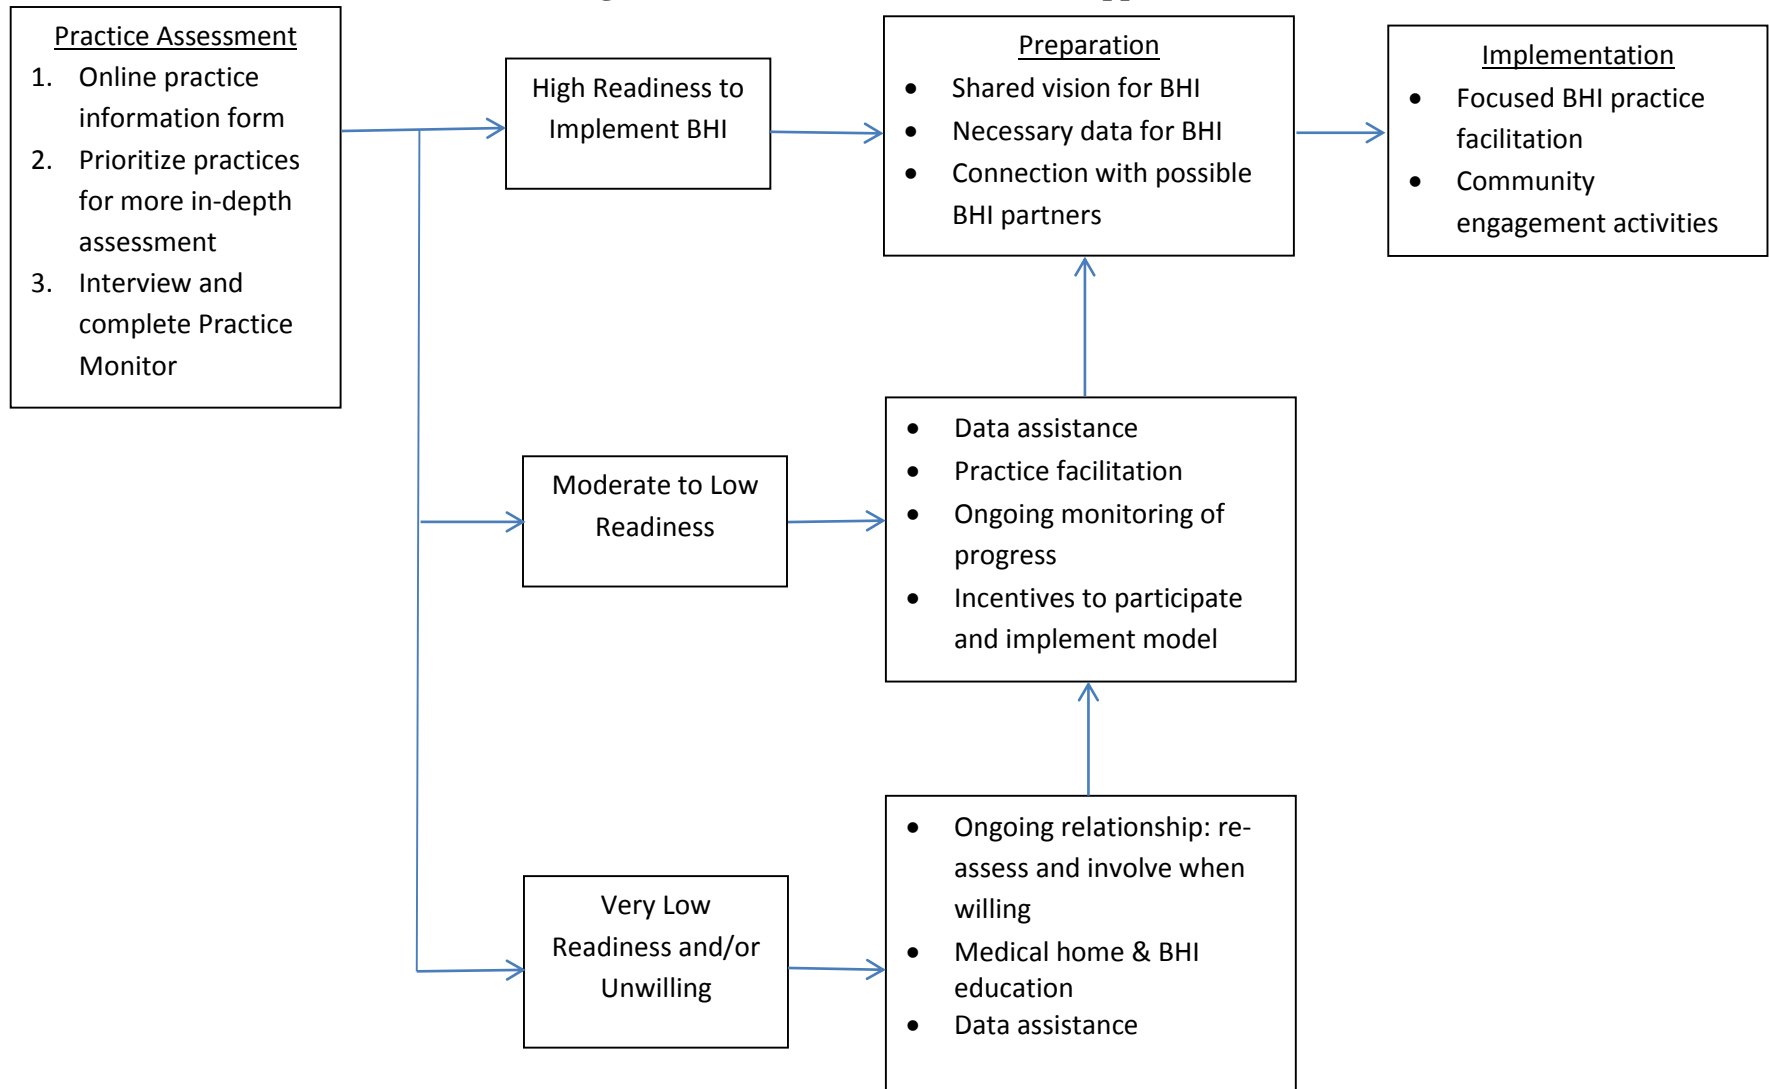 Practice Assessment
1. Online practice
information form
2. Prioritize practices
for more in-depth
assessment
3. Interview and
complete Practice
Monitor
High Readiness to
Implement BHI
Preparation
• Shared vision for BHI
• Necessary data for BHI
• Connection with possible
BHI partners
Implementation
• Focused BHI practice
facilitation
• Community
engagement activities
Moderate to Low
Readiness
• Data assistance
• Practice facilitation
• Ongoing monitoring of
progress
• Incentives to participate
and implement model
Very Low
Readiness and/or
Unwilling
• Ongoing relationship: re-
assess and involve when
willing
• Medical home & BHI
education
• Data assistance